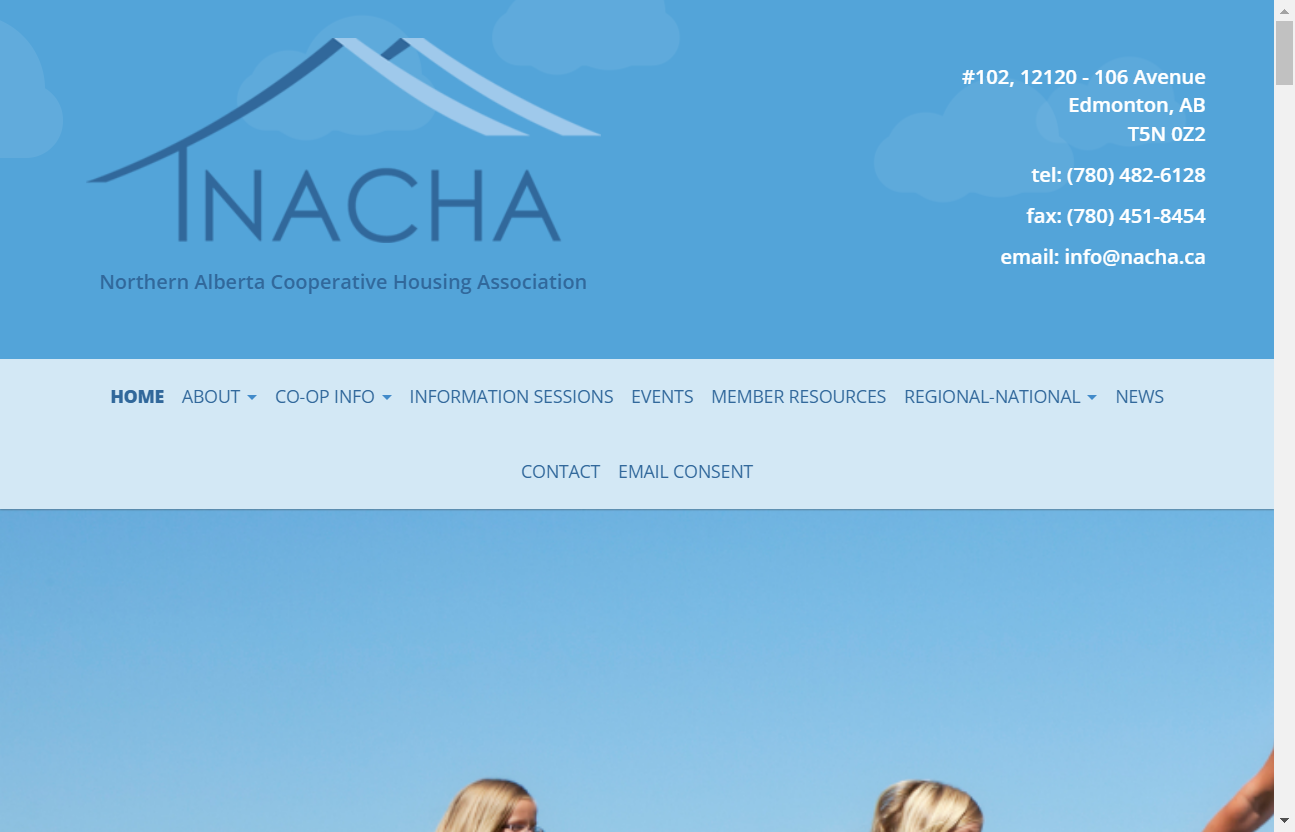 NACHA
Northern Alberta Cooperative Housing Association
#102, 12120 - 106 Avenue
Edmonton, AB
T5N 0Z2
tel: (780) 482-6128
fax: (780) 451-8454
email: info@nacha.ca
HOME ABOUT CO-OP INFO INFORMATION SESSIONS EVENTS MEMBER RESOURCES REGIONAL-NATIONAL NEWS
CONTACT EMAIL CONSENT